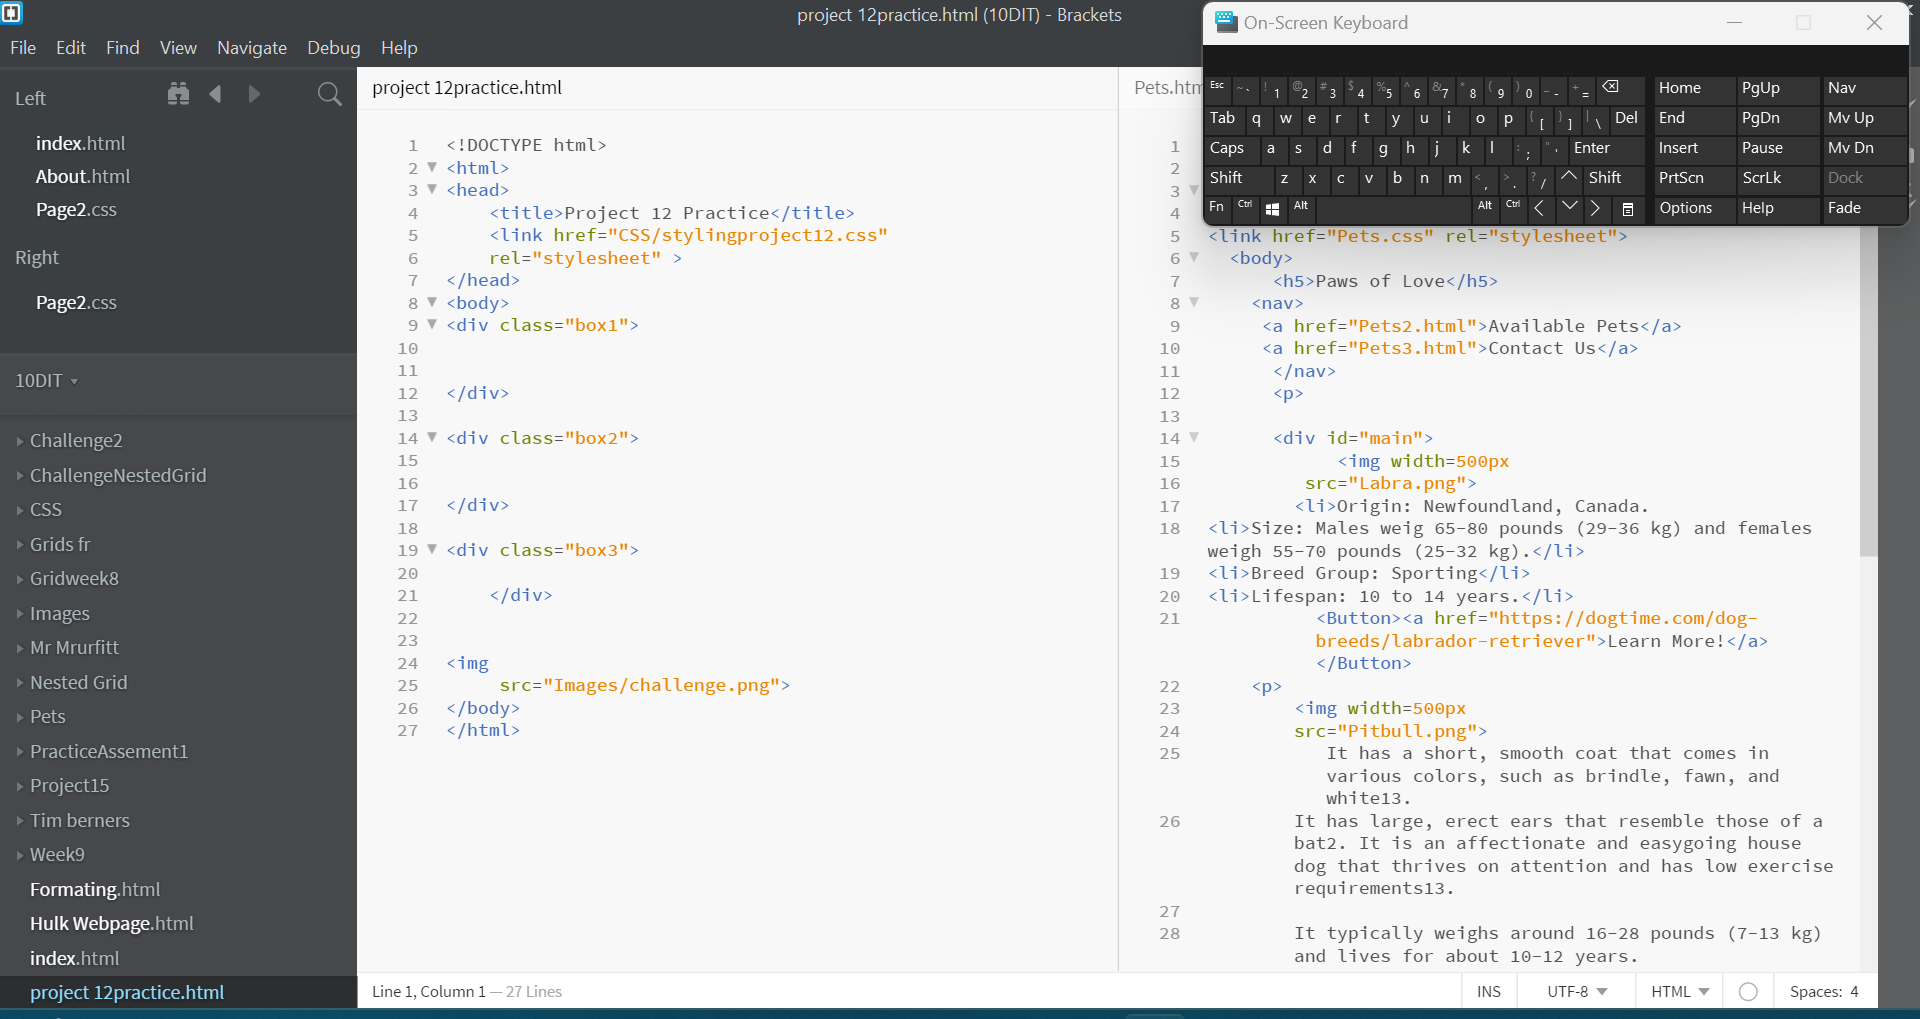 project 12practice.html (10DIT) - Brackets
File Edit Find View Navigate Debug Help
Left
index.html
About.html
Page2.css
Right
Page2.css
10DIT
Challenge2
ChallengeNestedGrid
CSS
Grids fr
Gridweek8
Images
Mr Mrurfitt
Nested Grid
Pets
PracticeAssement1
Project15
Tim berners
Week9
Formating.html
Hulk Webpage.html
index.html
project 12practice.html
project 12practice.html
1 <!DOCTYPE html>
2 <html>
3 <head>
4 <title>Project 12 Practice</title>
5 <link href="CSS/stylingproject12.css"
6 rel="stylesheet" >
7 </head>
8 <body>
9 <div class="box1">
10
11
12 </div>
13
14 <div class="box2">
15
16
17 </div>
18
19 <div class="box3">
20
21 </div>
22
23
24 <img
25 src="Images/challenge.png">
26 </body>
27 </html>
Pets.htm
1
2
3
4
5 <link href="Pets.css" rel="stylesheet">
6 <body>
7 <h5>Paws of Love</h5>
8 <nav>
9 <a href="Pets2.html">Available Pets</a>
10 <a href="Pets3.html">Contact Us</a>
11 </nav>
12 <p>
13
14 <div id="main">
15 <img width=500px
16 src="Labra.png">
17 <li>Origin: Newfoundland, Canada.
18 <li>Size: Males weig 65-80 pounds (29-36 kg) and females
weigh 55-70 pounds (25-32 kg).</li>
19 <li>Breed Group: Sporting</li>
20 <li>Lifespan: 10 to 14 years.</li>
21 <Button><a href="https://dogtime.com/dog-
breeds/labrador-retriever">Learn More!</a>
</Button>
22 <p>
23 <img width=500px
24 src="Pitbull.png">
25 It has a short, smooth coat that comes in
various colors, such as brindle, fawn, and
white13.
26 It has large, erect ears that resemble those of a
bat2. It is an affectionate and easygoing house
dog that thrives on attention and has low exercise
requirements13.
27
28 It typically weighs around 16-28 pounds (7-13 kg)
and lives for about 10-12 years.
On-Screen Keyboard
Esc ~ ` ! 1 @ 2 # 3 $ 4 % 5 ^ 6 & 7 * 8 ( 9 ) 0 _ - + = Home PgUp Nav
Tab q w e r t y u i o p { [ } ] | \ Del End PgDn Mv Up
Caps a s d f g h j k l : ; " ' Enter Insert Pause Mv Dn
Shift z x c v b n m < , > . ? / Shift PrtScn ScrLk Dock
Fn Ctrl Alt Alt Ctrl Options Help Fade
Line 1, Column 1 — 27 Lines
INS UTF-8 HTML Spaces: 4